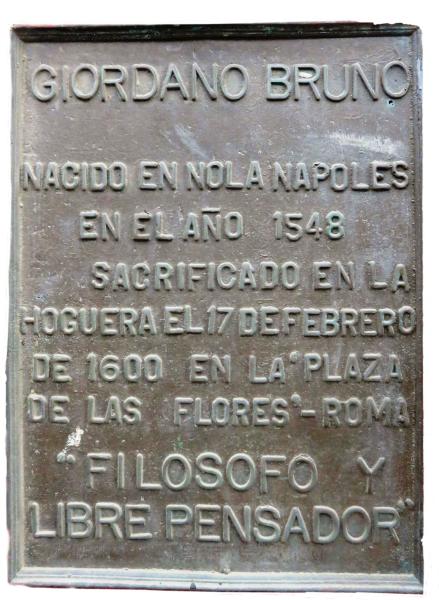 GIORDANO BRUNO
NACIDO EN NOLA NAPOLES
EN EL AÑO 1548
SACRIFICADO EN LA
HOGUERA EL 17 DE FEBRERO
DE 1600 EN LA "PLAZA
DE LAS FLORES" - ROMA
"FILOSOFO Y
LIBRE PENSADOR"